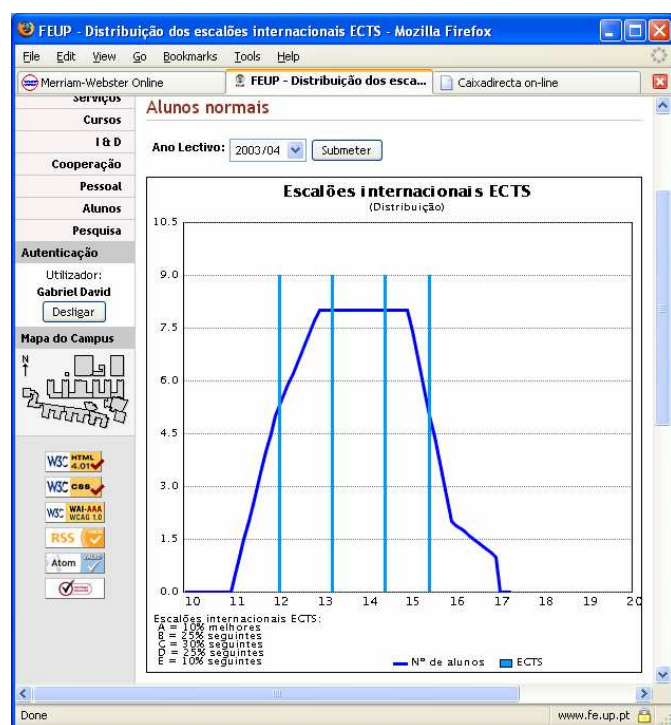 FEUP - Distribuição dos escalões internacionais ECTS - Mozilla Firefox
File Edit View Go Bookmarks Tools Help
Merriam-Webster Online
FEUP - Distribuição dos esca...
Caixadirecta on-line
Serviços
Cursos
I & D
Cooperação
Pessoal
Alunos
Pesquisa
Autenticação
Utilizador:
Gabriel David
Desligar
Mapa do Campus
N
W3C HTML 4.01
W3C CSS
W3C WAI-AAA WCAG 1.0
RSS
Atom
Alunos normais
Ano Lectivo: 2003/04 Submeter
Escalões internacionais ECTS
(Distribuição)
10.5
9.0
7.5
6.0
4.5
3.0
1.5
0.0
10 11 12 13 14 15 16 17 18 19 20
Escalões internacionais ECTS:
A = 10% melhores
B = 25% seguintes
C = 30% seguintes
D = 25% seguintes
E = 10% seguintes
Nº de alunos ECTS
Done
www.fe.up.pt